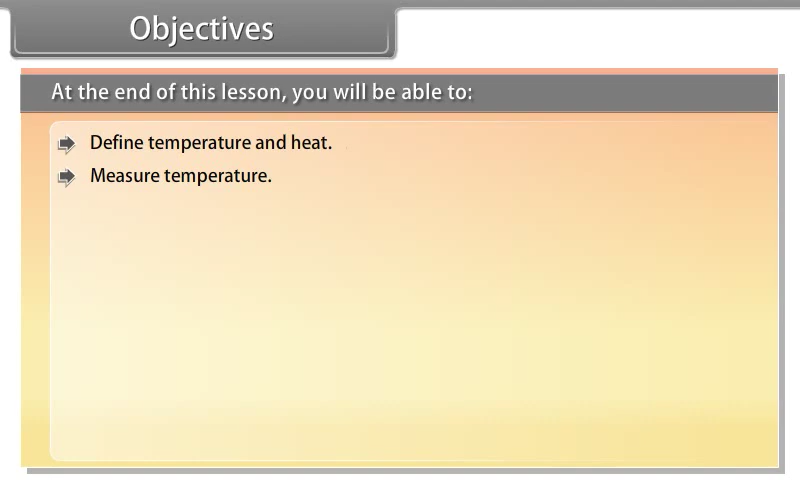 Objectives
At the end of this lesson, you will be able to:
Define temperature and heat.
Measure temperature.